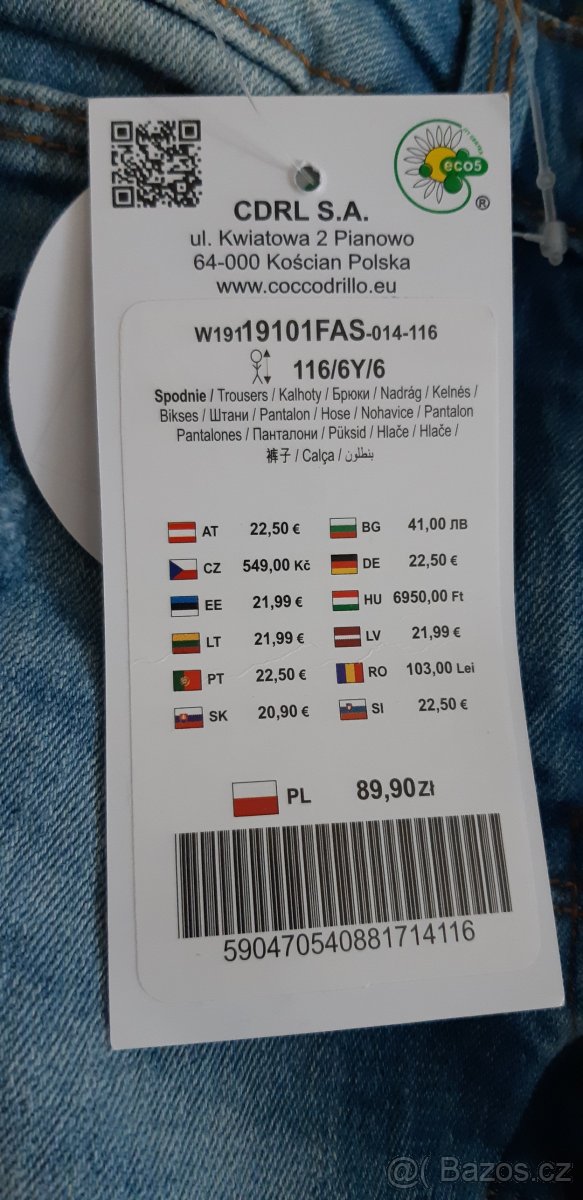 eco5
®
CDRL S.A.
ul. Kwiatowa 2 Pianowo
64-000 Kościan Polska
www.coccodrillo.eu
W19119101FAS-014-116
116/6Y/6
Spodnie / Trousers / Kalhoty / Брюки / Nadrág / Kelnės /
Bikses / Штани / Pantalon / Hose / Nohavice / Pantalon
Pantalones / Панталони / Püksid / Hlače / Hlače /
裤子 / Calça / بنطلون
AT 22,50 € BG 41,00 ЛВ
CZ 549,00 Kč DE 22,50 €
EE 21,99 € HU 6950,00 Ft
LT 21,99 € LV 21,99 €
PT 22,50 € RO 103,00 Lei
SK 20,90 € SI 22,50 €
PL 89,90 Zł
590470540881714116
@( Bazos.cz